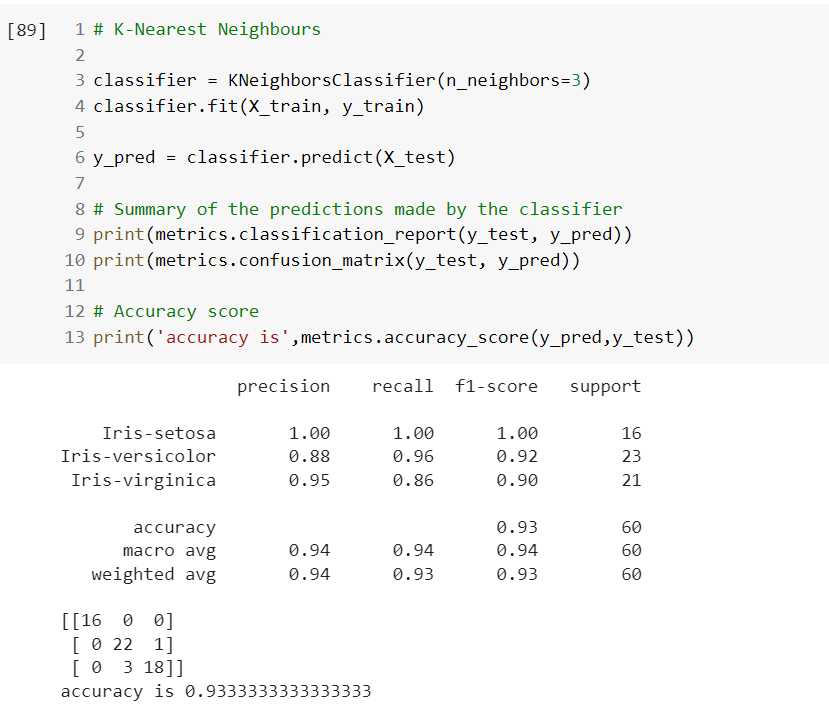 [89] 1 # K-Nearest Neighbours
2
3 classifier = KNeighborsClassifier(n_neighbors=3)
4 classifier.fit(X_train, y_train)
5
6 y_pred = classifier.predict(X_test)
7
8 # Summary of the predictions made by the classifier
9 print(metrics.classification_report(y_test, y_pred))
10 print(metrics.confusion_matrix(y_test, y_pred))
11
12 # Accuracy score
13 print('accuracy is',metrics.accuracy_score(y_pred,y_test))
precision recall f1-score support
Iris-setosa 1.00 1.00 1.00 16
Iris-versicolor 0.88 0.96 0.92 23
Iris-virginica 0.95 0.86 0.90 21
accuracy 0.93 60
macro avg 0.94 0.94 0.94 60
weighted avg 0.94 0.93 0.93 60
[[16 0 0]
[ 0 22 1]
[ 0 3 18]]
accuracy is 0.9333333333333333